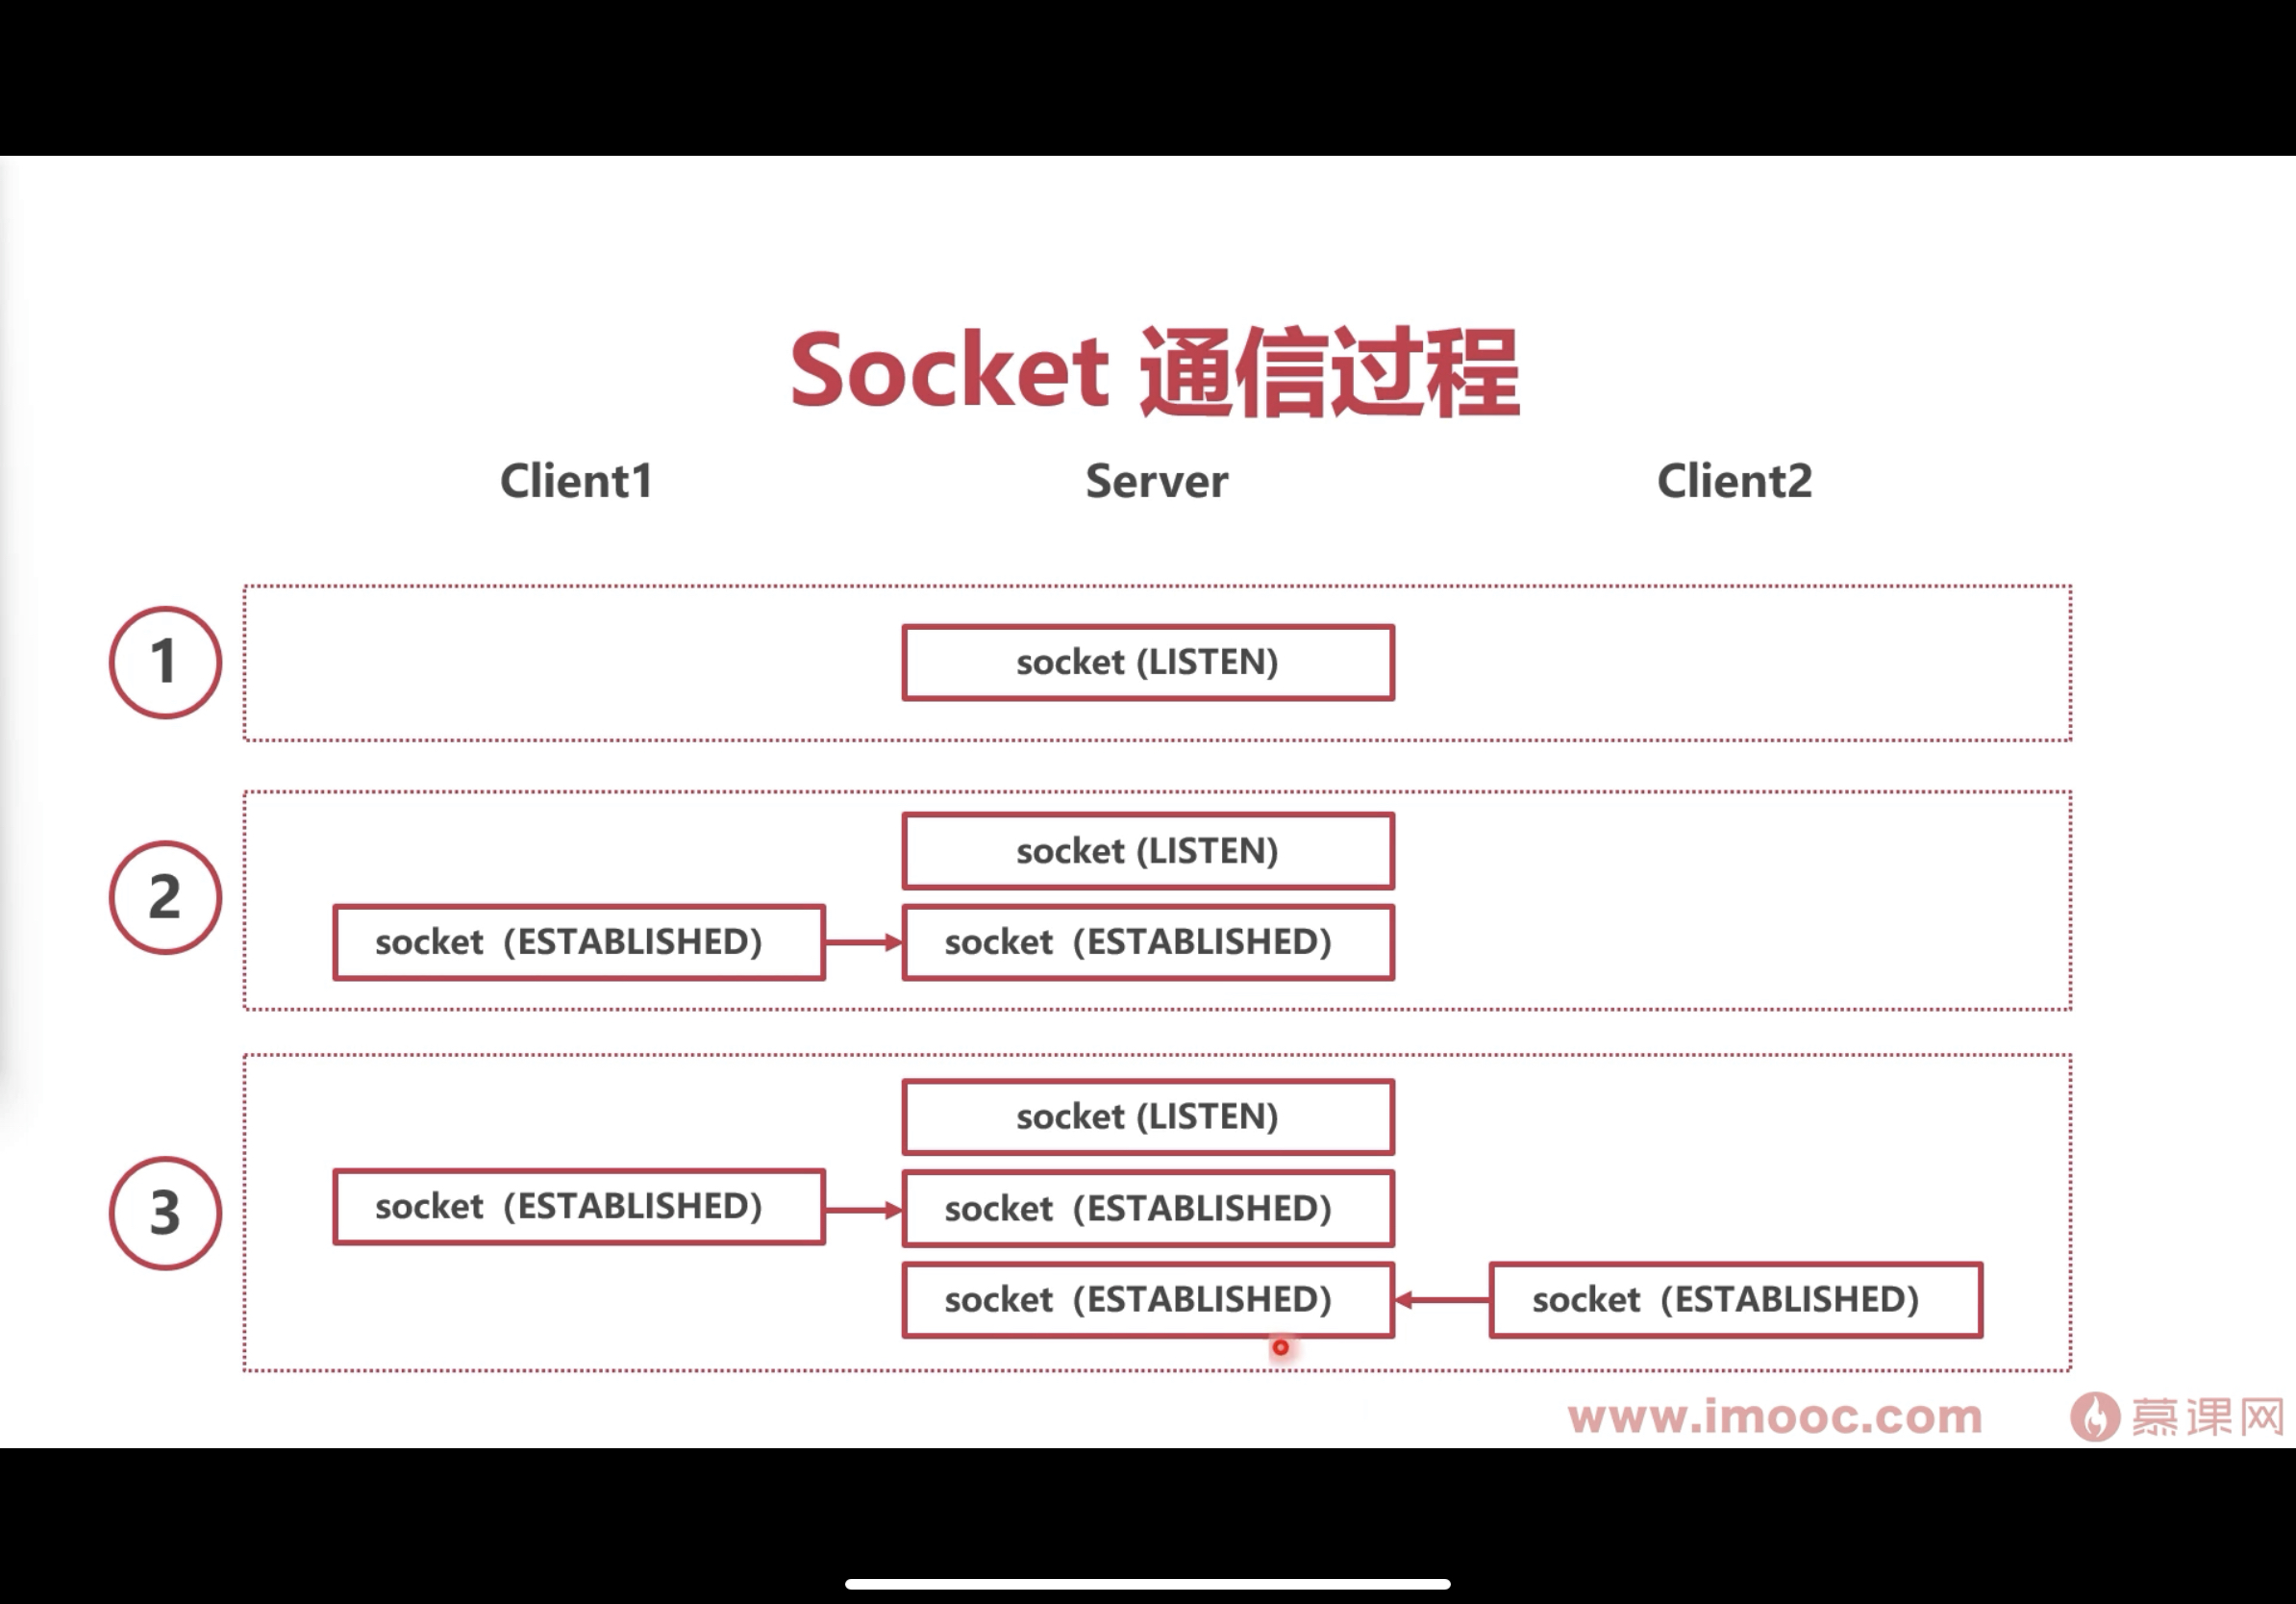 Socket 通信过程
Client1 Server Client2
1
socket (LISTEN)
2
socket (LISTEN)
socket (ESTABLISHED) socket (ESTABLISHED)
3
socket (LISTEN)
socket (ESTABLISHED) socket (ESTABLISHED)
socket (ESTABLISHED) socket (ESTABLISHED)
www.imooc.com 慕课网